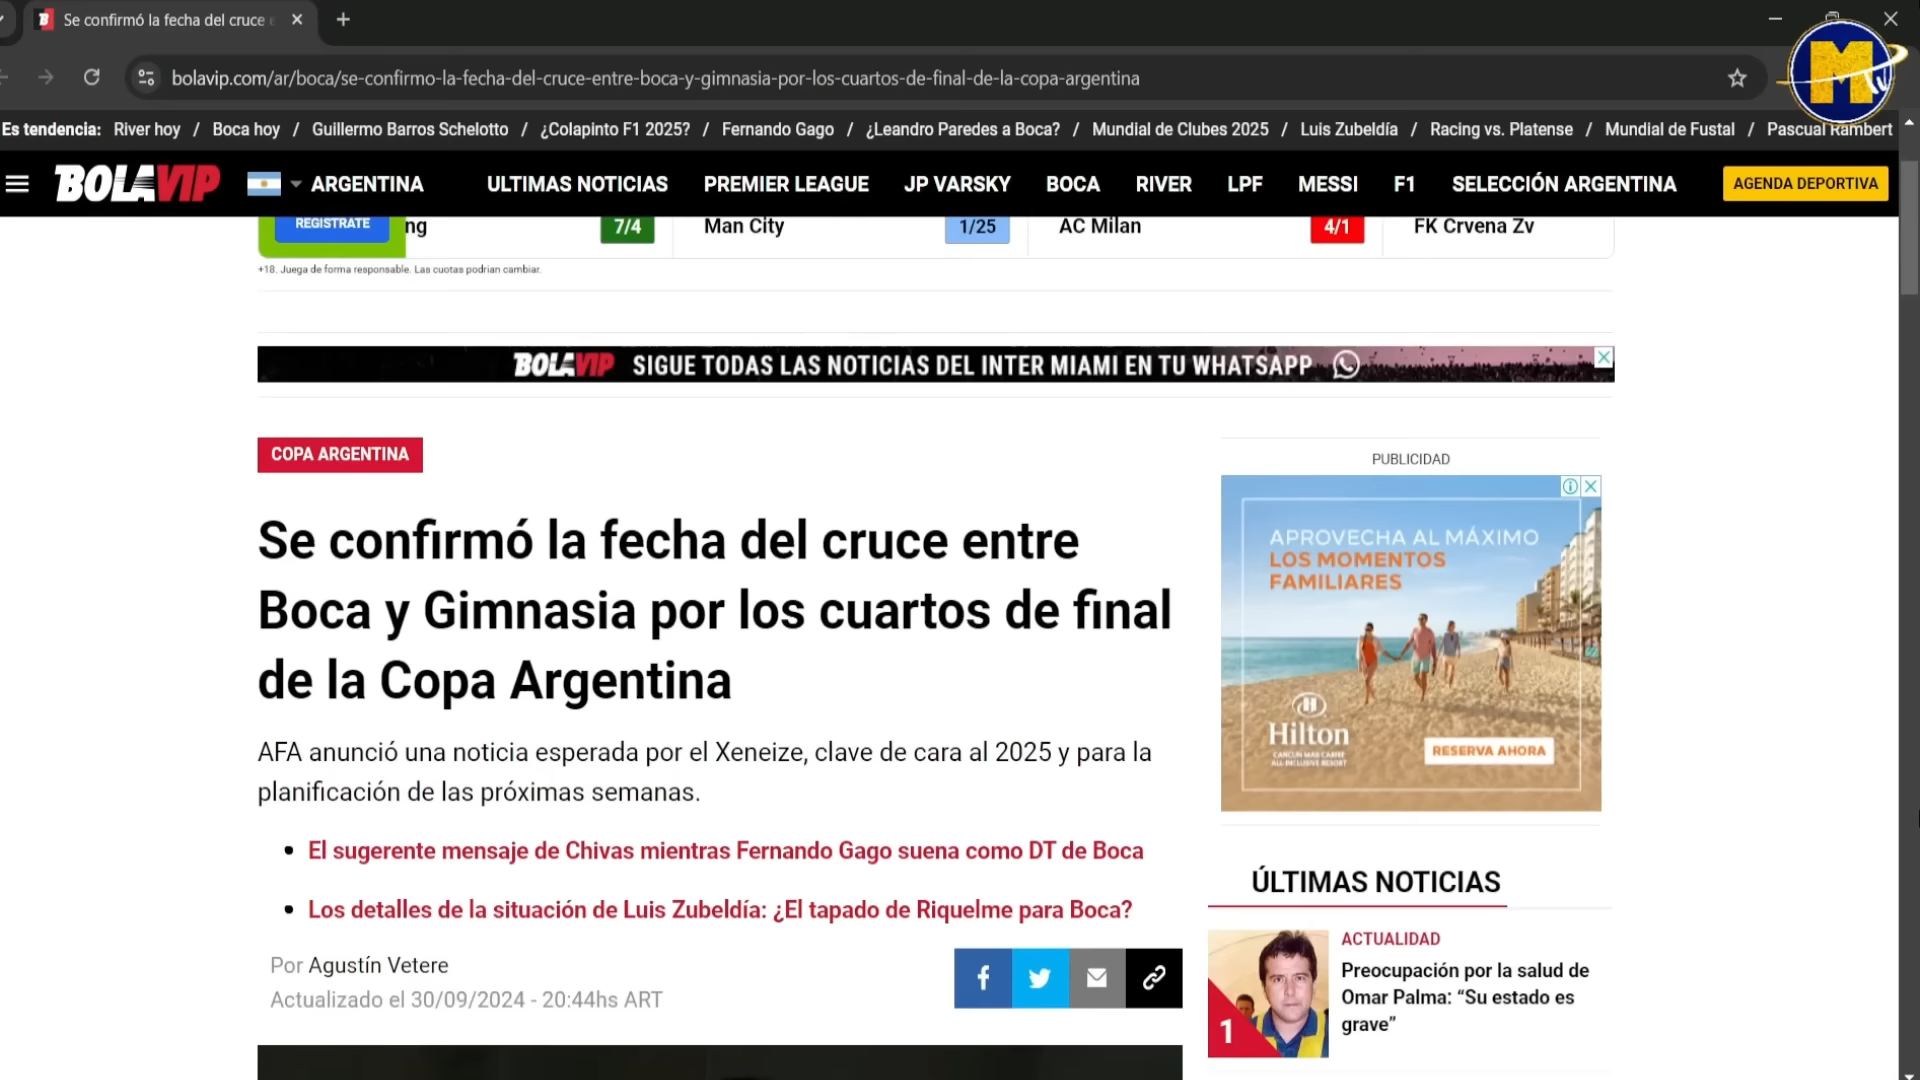 Se confirmó la fecha del cruce e
bolavip.com/ar/boca/se-confirmo-la-fecha-del-cruce-entre-boca-y-gimnasia-por-los-cuartos-de-final-de-la-copa-argentina
M
TV
Es tendencia: River hoy / Boca hoy / Guillermo Barros Schelotto / ¿Colapinto F1 2025? / Fernando Gago / ¿Leandro Paredes a Boca? / Mundial de Clubes 2025 / Luis Zubeldía / Racing vs. Platense / Mundial de Fustal / Pascual Rambert
BOLAVIP ARGENTINA ULTIMAS NOTICIAS PREMIER LEAGUE JP VARSKY BOCA RIVER LPF MESSI F1 SELECCIÓN ARGENTINA AGENDA DEPORTIVA
REGISTRATE ng 7/4 Man City 1/25 AC Milan 4/1 FK Crvena Zv
+18. Juega de forma responsable. Las cuotas podrian cambiar.
BOLAVIP SIGUE TODAS LAS NOTICIAS DEL INTER MIAMI EN TU WHATSAPP
COPA ARGENTINA
Se confirmó la fecha del cruce entre
Boca y Gimnasia por los cuartos de final
de la Copa Argentina
AFA anunció una noticia esperada por el Xeneize, clave de cara al 2025 y para la
planificación de las próximas semanas.
• El sugerente mensaje de Chivas mientras Fernando Gago suena como DT de Boca
• Los detalles de la situación de Luis Zubeldía: ¿El tapado de Riquelme para Boca?
Por Agustín Vetere
Actualizado el 30/09/2024 - 20:44hs ART
PUBLICIDAD
APROVECHA AL MÁXIMO
LOS MOMENTOS
FAMILIARES
Hilton
CANCUN MAR CARIBE
ALL-INCLUSIVE RESORT
RESERVA AHORA
ÚLTIMAS NOTICIAS
1
ACTUALIDAD
Preocupación por la salud de
Omar Palma: “Su estado es
grave”